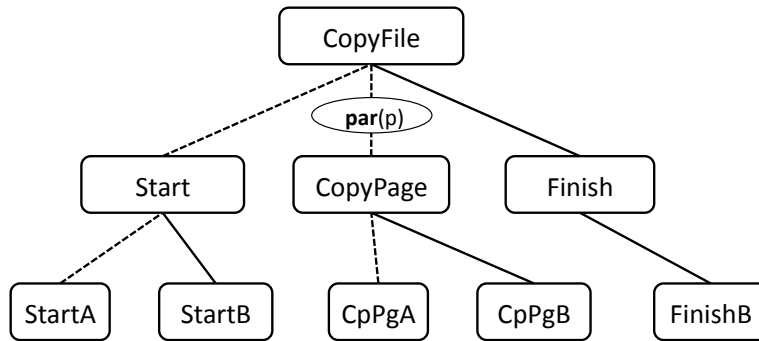 CopyFile
par(p)
Start
CopyPage
Finish
StartA
StartB
CpPgA
CpPgB
FinishB